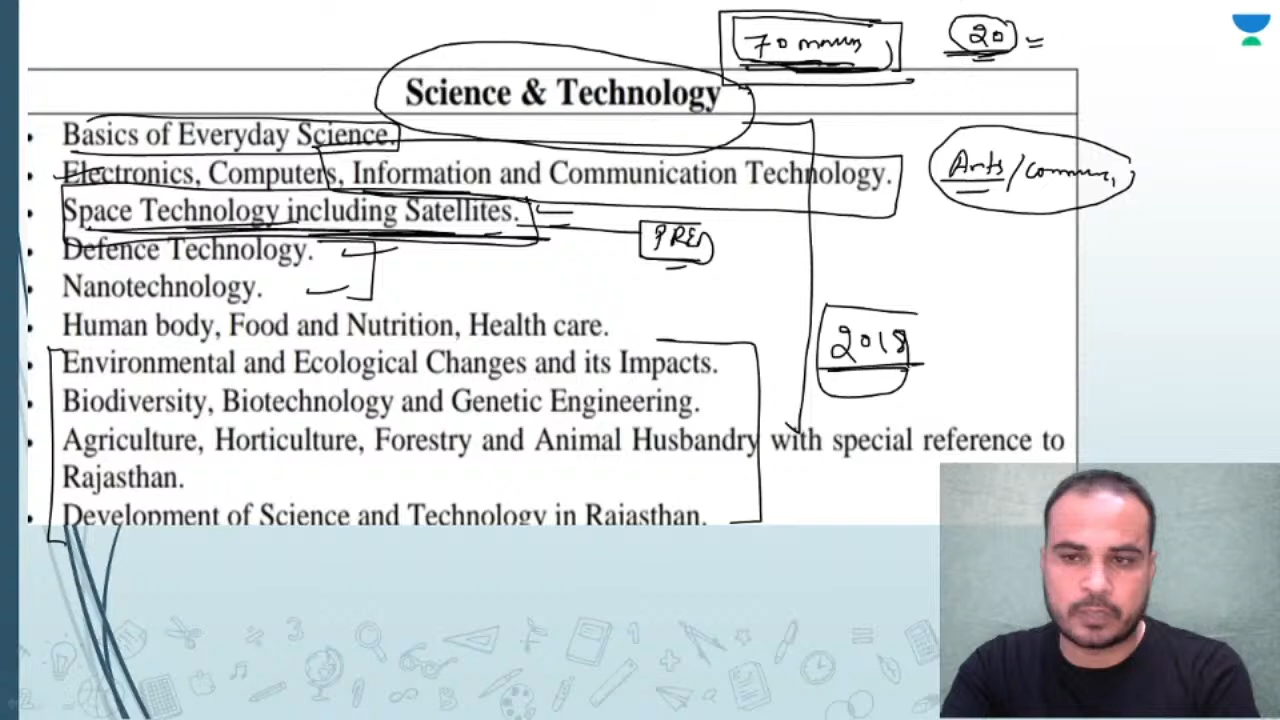 70 marks
20 =
Science & Technology
• Basics of Everyday Science.
• Electronics, Computers, Information and Communication Technology.
Arts/commerce
• Space Technology including Satellites.
PRE
• Defence Technology.
• Nanotechnology.
• Human body, Food and Nutrition, Health care.
2018
• Environmental and Ecological Changes and its Impacts.
• Biodiversity, Biotechnology and Genetic Engineering.
• Agriculture, Horticulture, Forestry and Animal Husbandry with special reference to
Rajasthan.
• Development of Science and Technology in Rajasthan.